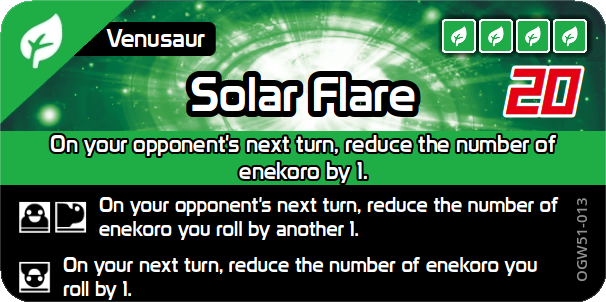 Venusaur
Solar Flare
20
On your opponent's next turn, reduce the number of
enekoro by 1.
On your opponent's next turn, reduce the number of
enekoro you roll by another 1.
On your next turn, reduce the number of enekoro you
roll by 1.
OGW51-013